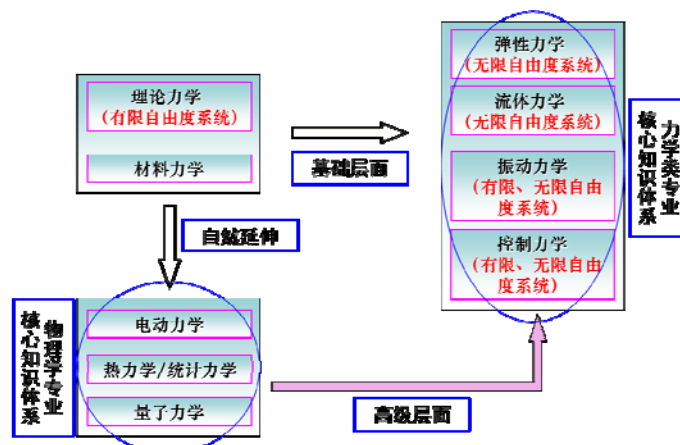 理论力学
(有限自由度系统)
材料力学
基础层面
弹性力学
(无限自由度系统)
流体力学
(无限自由度系统)
振动力学
(有限、无限自由
度系统)
控制力学
(有限、无限自由
度系统)
力学类专业
核心知识体系
自然延伸
物理学专业
核心知识体系
电动力学
热力学/统计力学
量子力学
高级层面